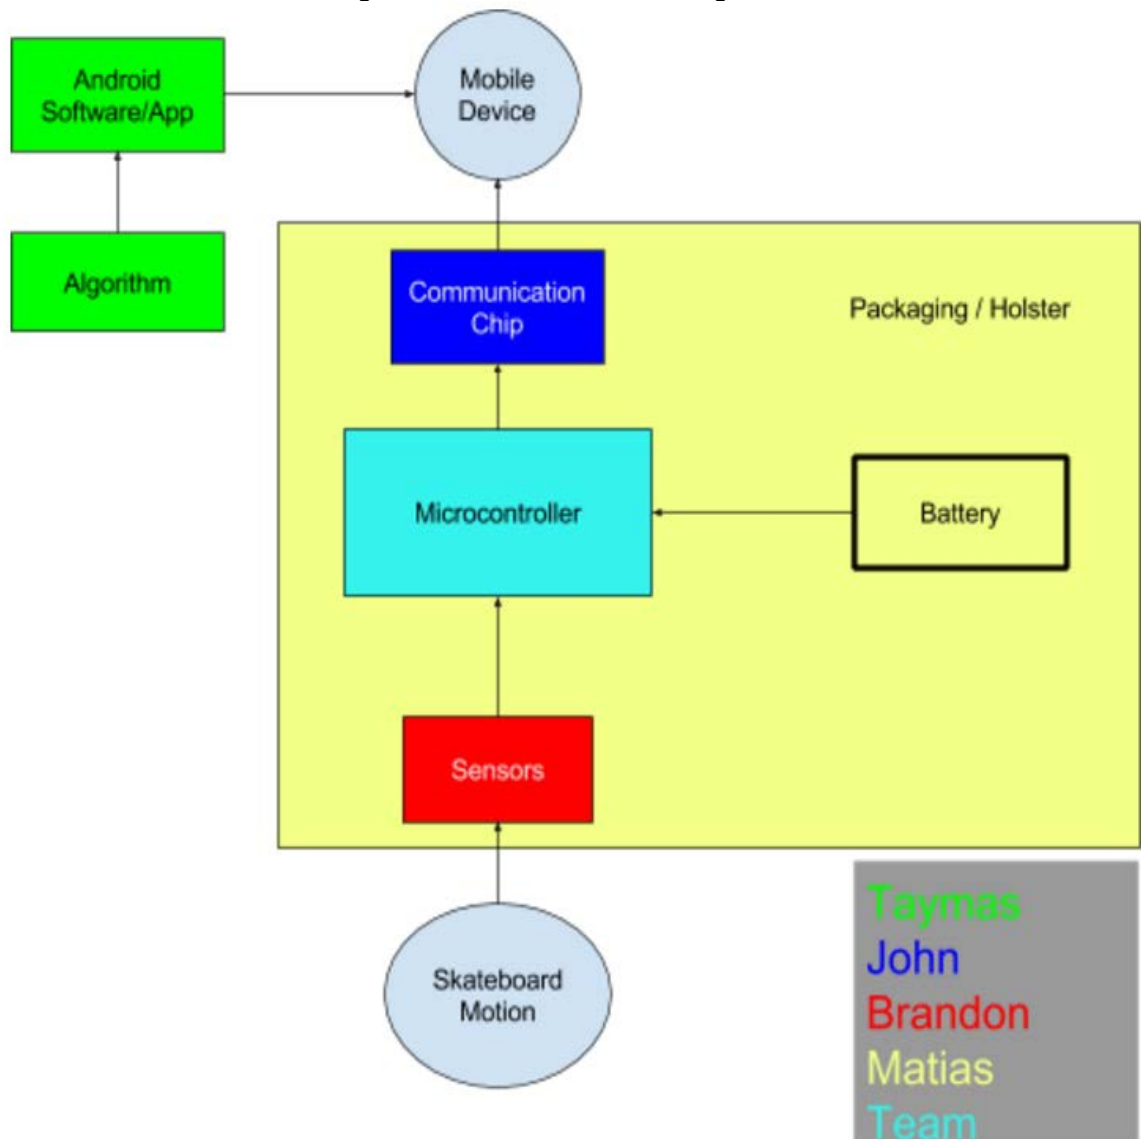 Android
Software/App
Mobile
Device
Algorithm
Communication
Chip
Packaging / Holster
Microcontroller
Battery
Sensors
Skateboard
Motion
Taymas
John
Brandon
Matias
Team